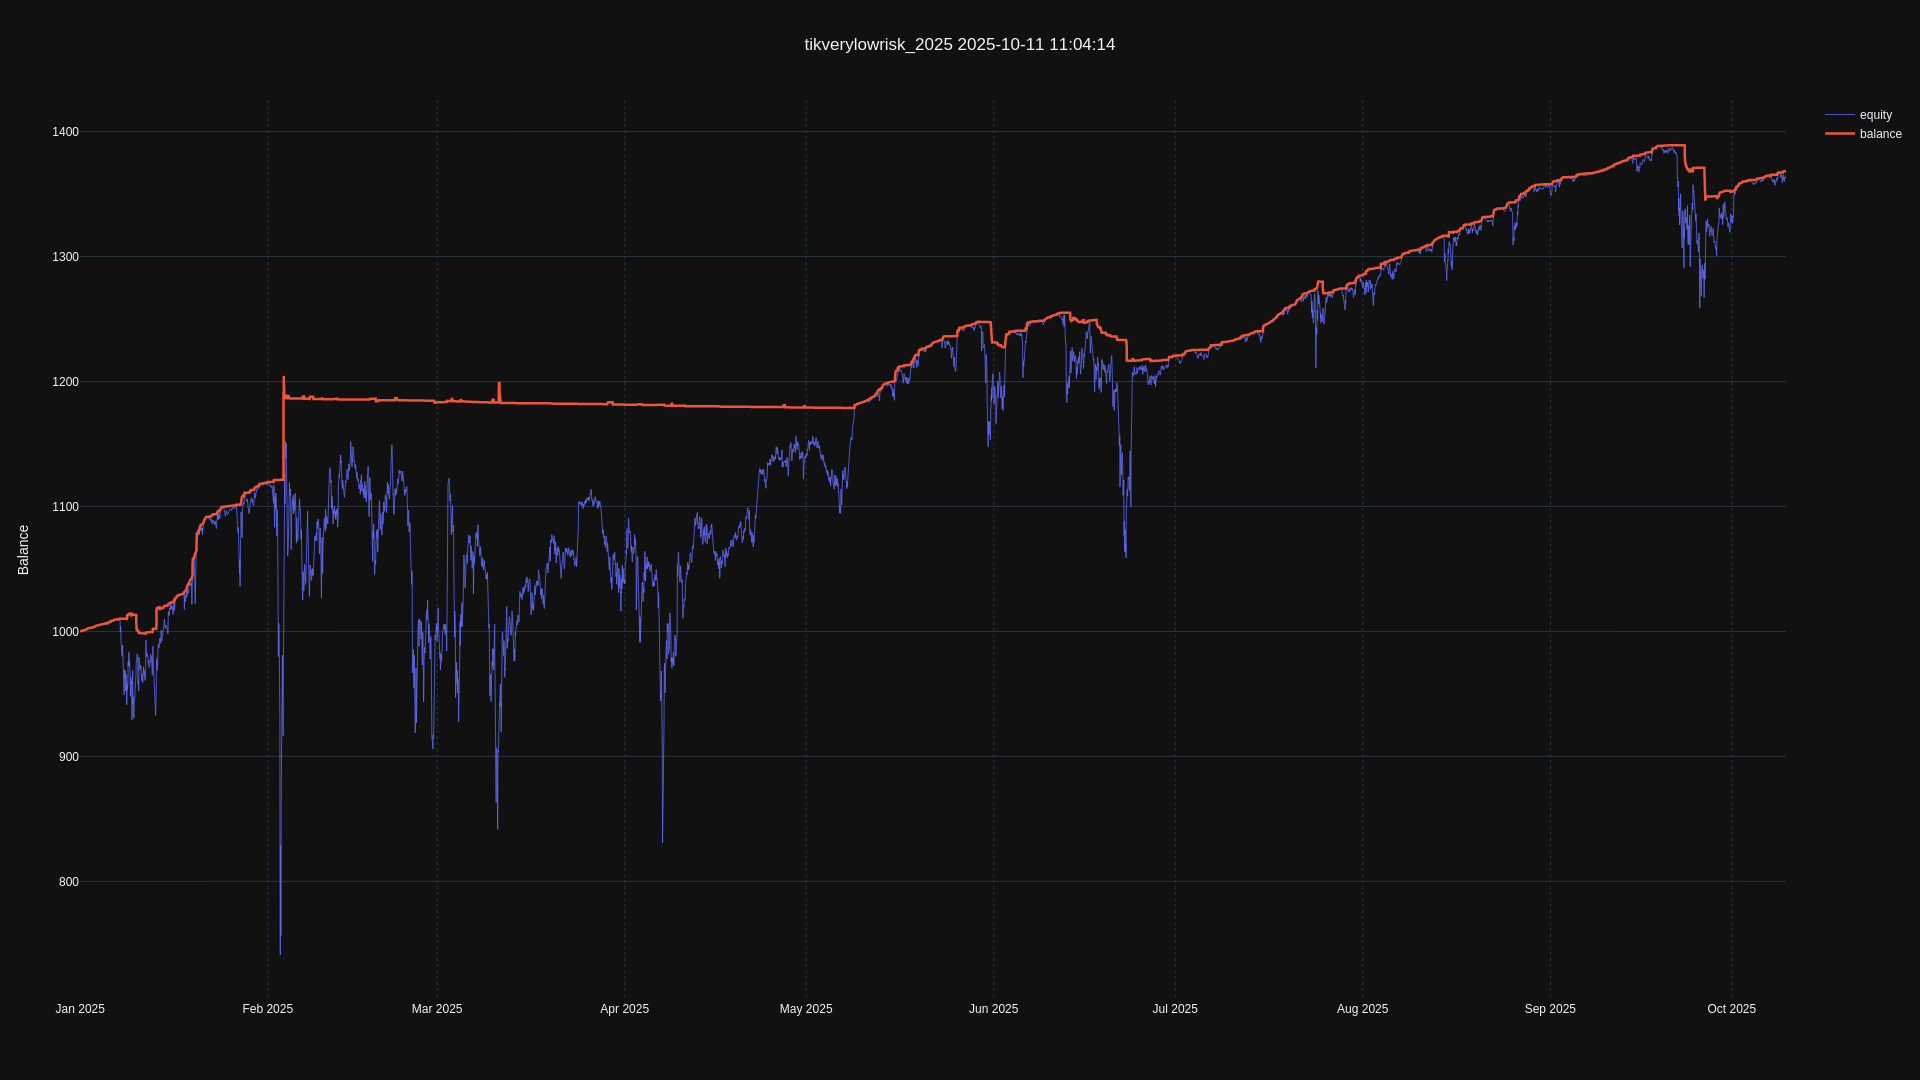 tikverylowrisk_2025 2025-10-11 11:04:14
equity
balance
Balance
1400
1300
1200
1100
1000
900
800
Jan 2025
Feb 2025
Mar 2025
Apr 2025
May 2025
Jun 2025
Jul 2025
Aug 2025
Sep 2025
Oct 2025